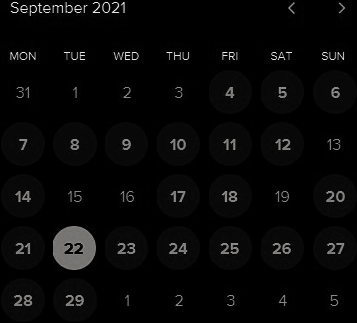 September 2021
MON TUE WED THU FRI SAT SUN
31 1 2 3 4 5 6
7 8 9 10 11 12 13
14 15 16 17 18 19 20
21 22 23 24 25 26 27
28 29 1 2 3 4 5